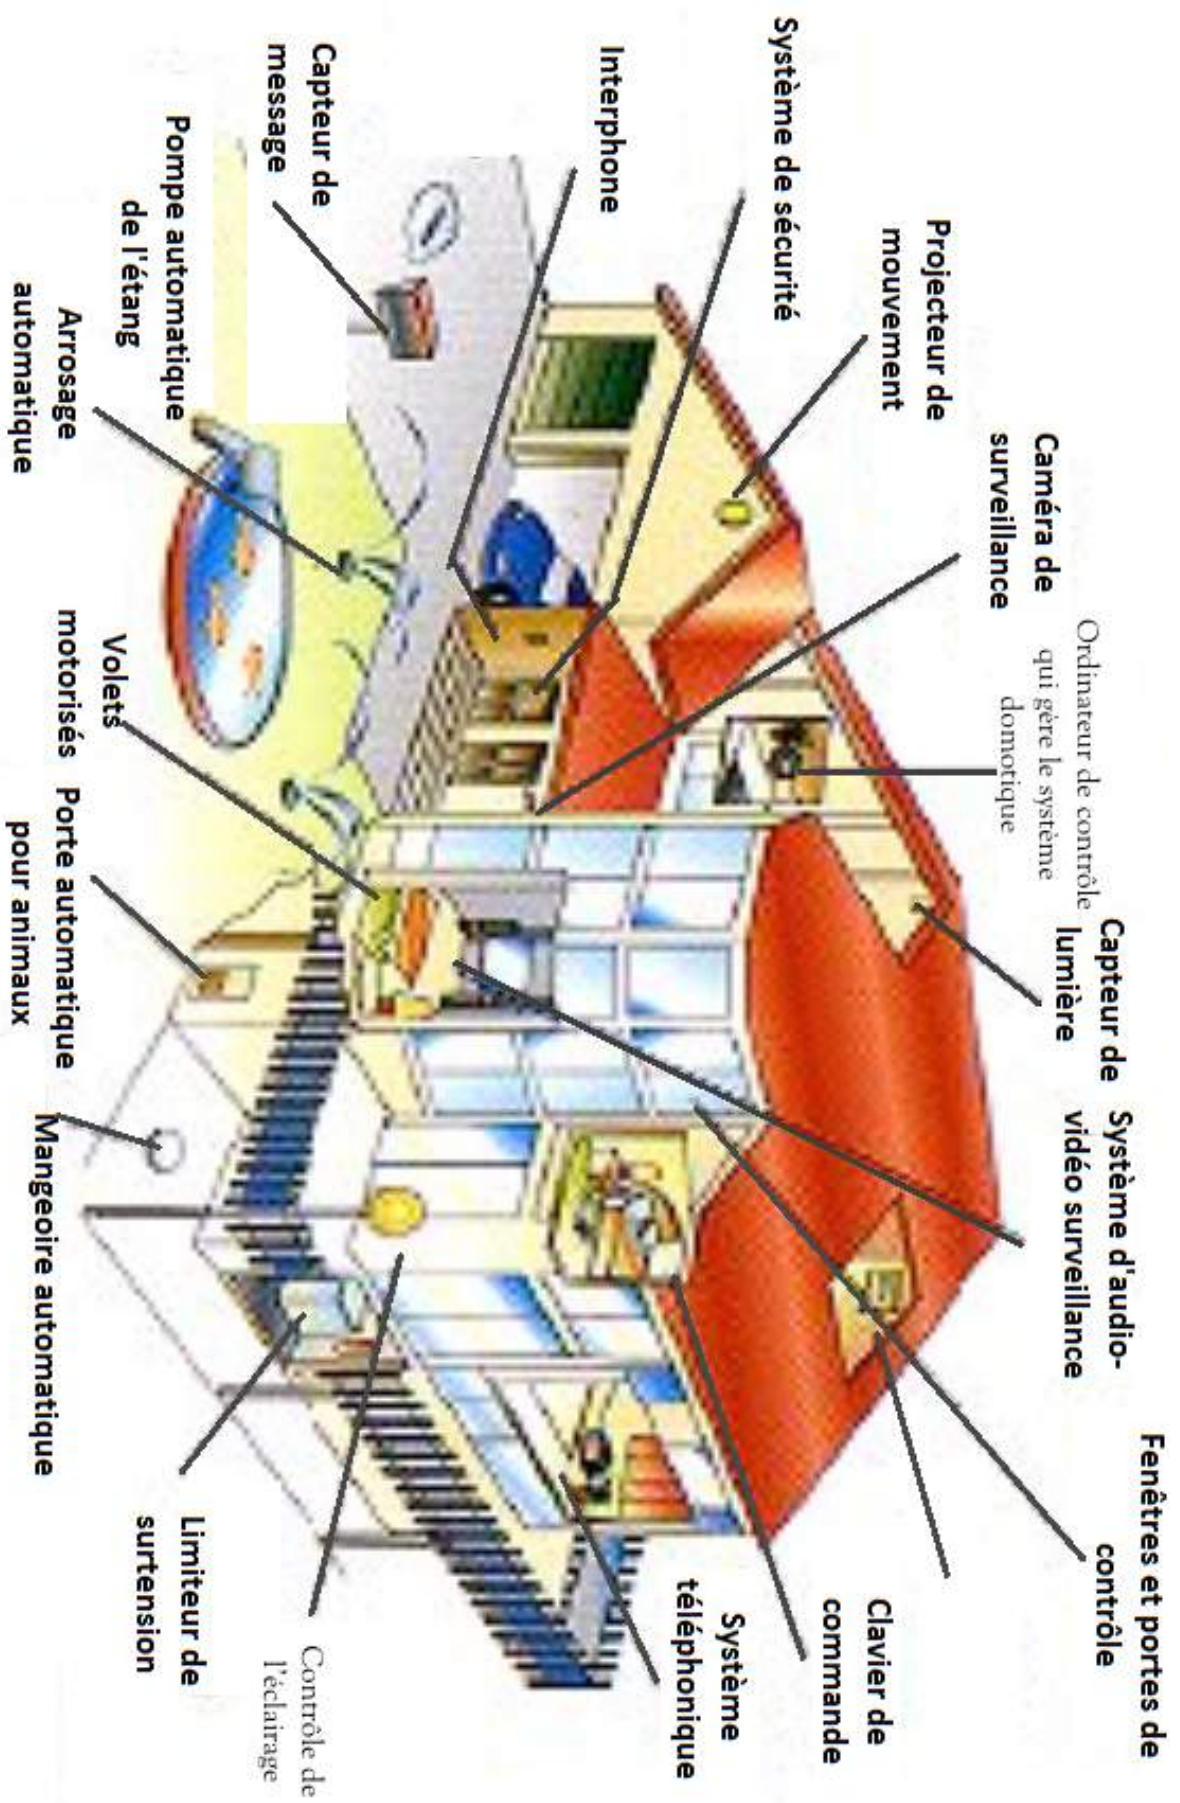 Système de sécurité
Interphone
Capteur de
message
Pompe automatique
de l'étang
Arrosage
automatique
Projecteur de
mouvement
Caméra de
surveillance
Ordinateur de contrôle
qui gère le système
domotique
Capteur de
lumière
Système d'audio-
vidéo surveillance
Fenêtres et portes de
contrôle
Clavier de
commande
Système
téléphonique
Contrôle de
l'éclairage
Limiteur de
surtension
Mangeoire automatique
Porte automatique
pour animaux
Volets
motorisés